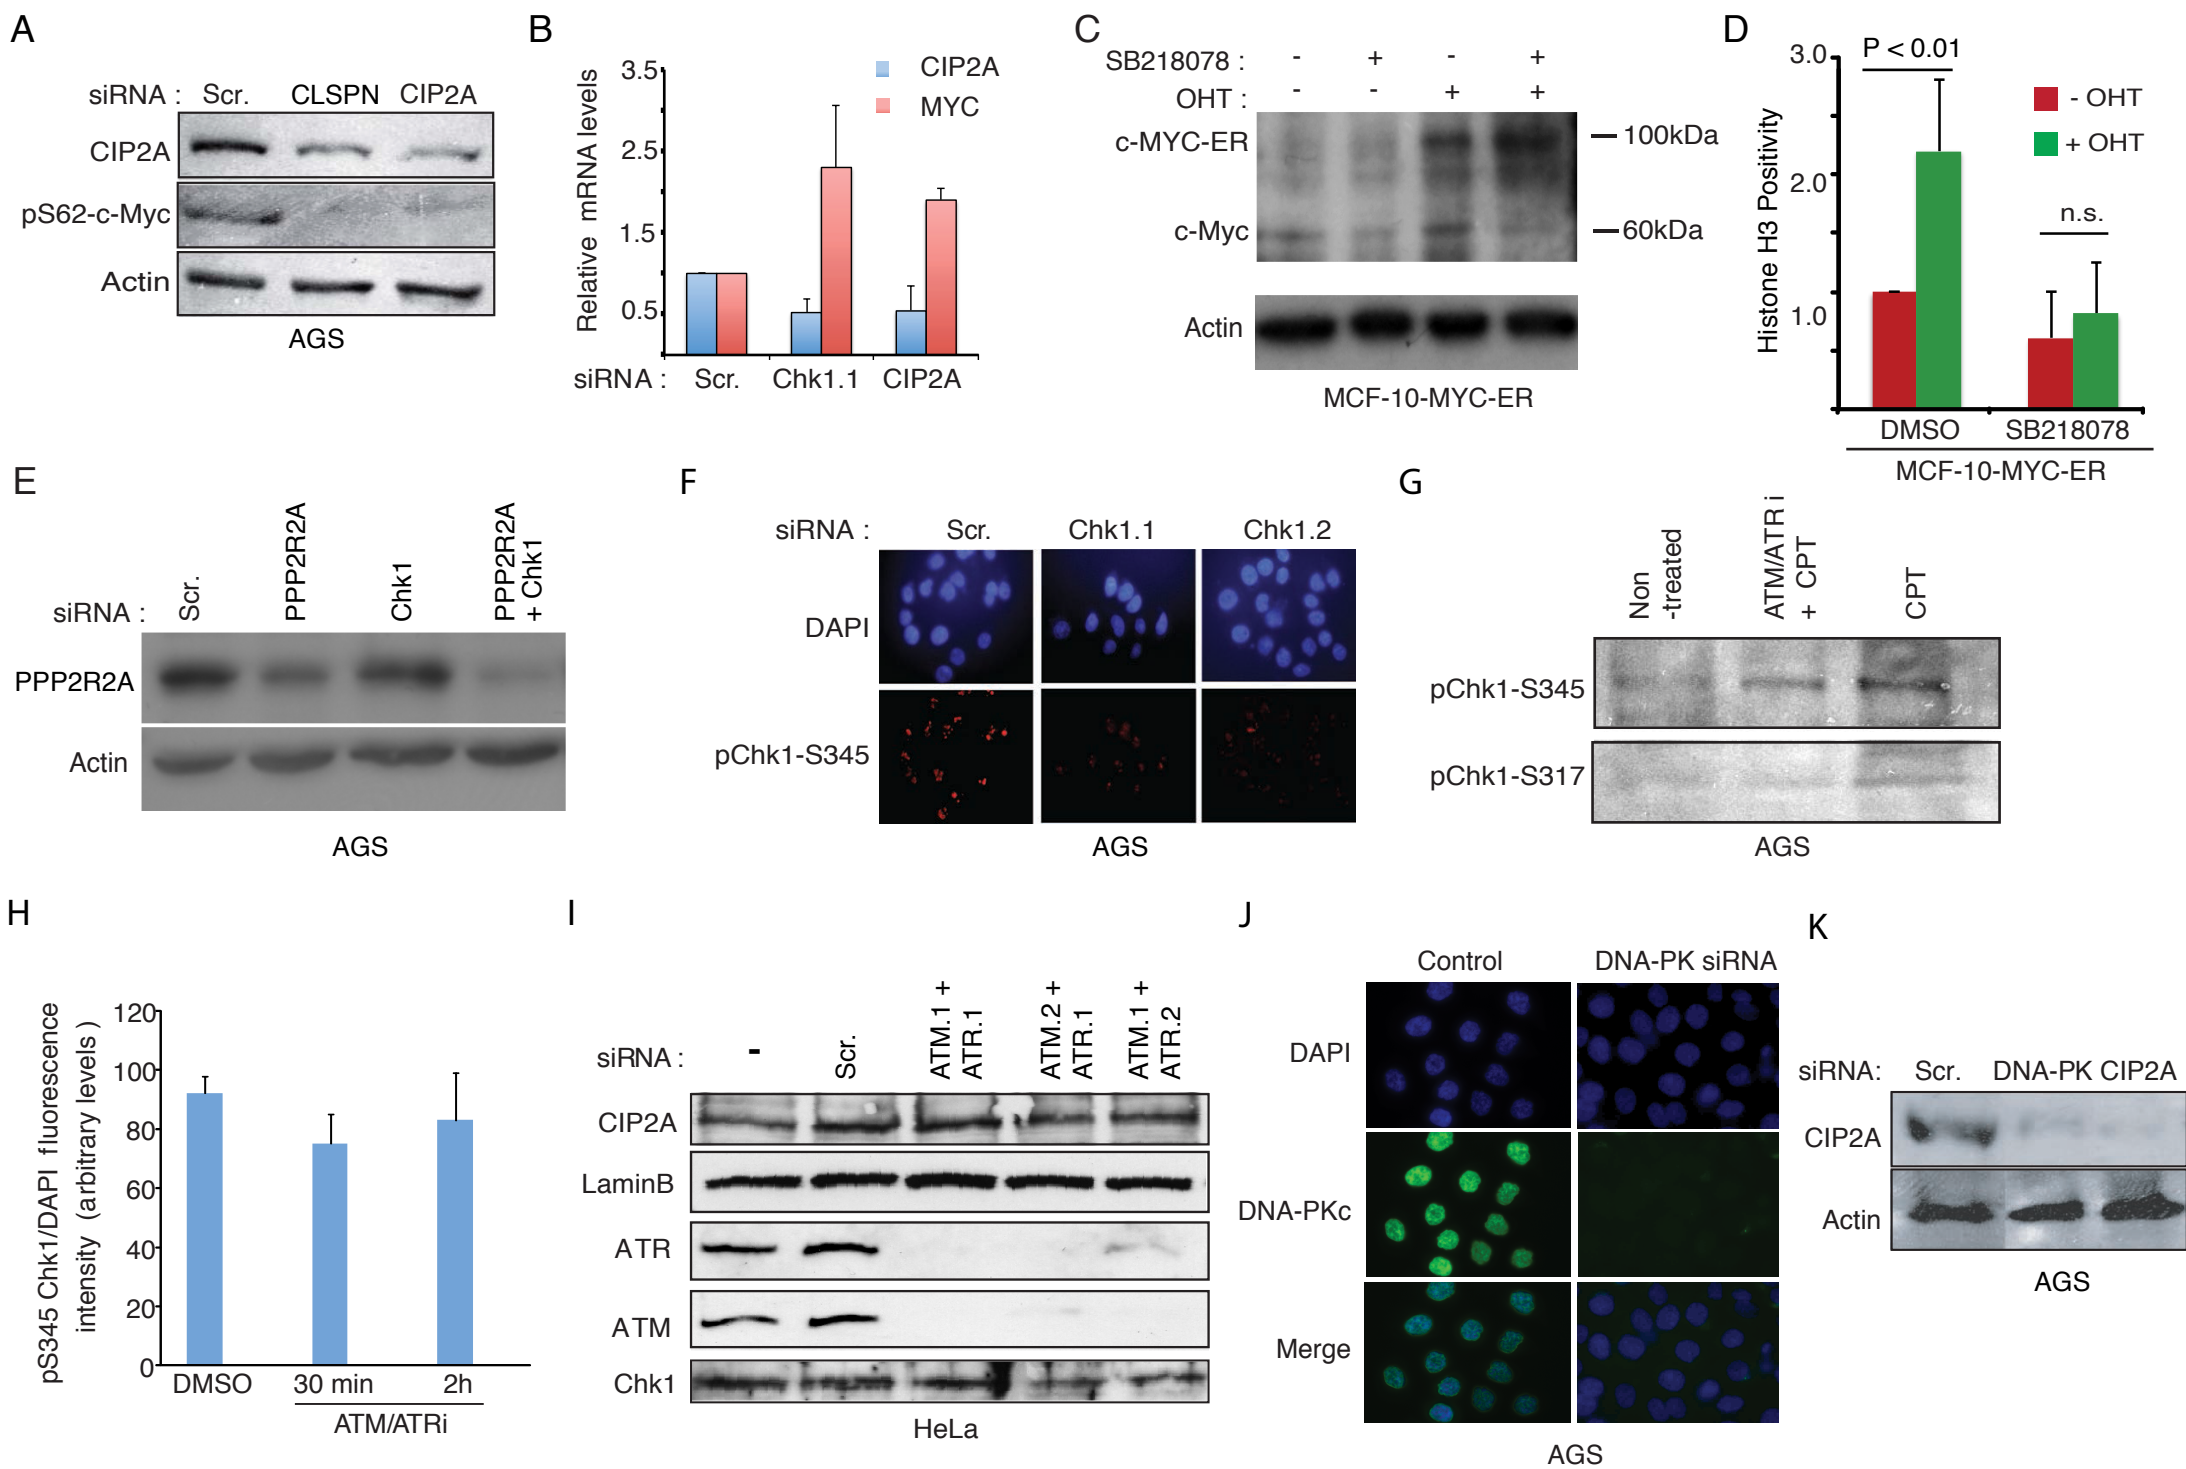 A
siRNA : Scr. CLSPN CIP2A
CIP2A
pS62-c-Myc
Actin
AGS
B
Relative mRNA levels
3.5
2.5
1.5
0.5
CIP2A
MYC
siRNA : Scr. Chk1.1 CIP2A
C
SB218078 : - + - +
OHT : - - + +
c-MYC-ER
100kDa
c-Myc
60kDa
Actin
MCF-10-MYC-ER
D
Histone H3 Positivity
3.0
2.0
1.0
P < 0.01
n.s.
- OHT
+ OHT
DMSO SB218078
MCF-10-MYC-ER
E
siRNA : Scr. PPP2R2A Chk1 PPP2R2A
+ Chk1
PPP2R2A
Actin
AGS
F
siRNA : Scr. Chk1.1 Chk1.2
DAPI
pChk1-S345
AGS
G
Non
-treated
ATM/ATR i
+ CPT
CPT
pChk1-S345
pChk1-S317
AGS
H
pS345 Chk1/DAPI fluorescence
intensity (arbitrary levels)
120
100
80
60
40
20
0
DMSO 30 min 2h
ATM/ATRi
I
siRNA : - Scr.
ATM.1 +
ATR.1
ATM.2 +
ATR.1
ATM.1 +
ATR.2
CIP2A
LaminB
ATR
ATM
Chk1
HeLa
J
Control DNA-PK siRNA
DAPI
DNA-PKc
Merge
AGS
K
siRNA: Scr. DNA-PK CIP2A
CIP2A
Actin
AGS